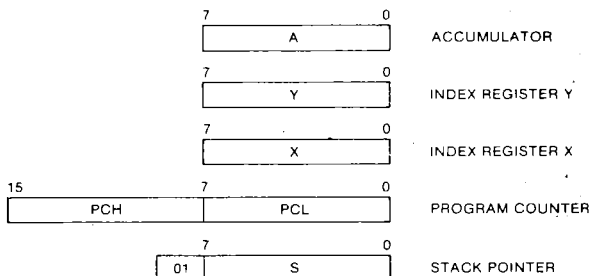 7 0
A ACCUMULATOR
7 0
Y INDEX REGISTER Y
7 0
X INDEX REGISTER X
15 7 0
PCH PCL PROGRAM COUNTER
7 0
01 S STACK POINTER